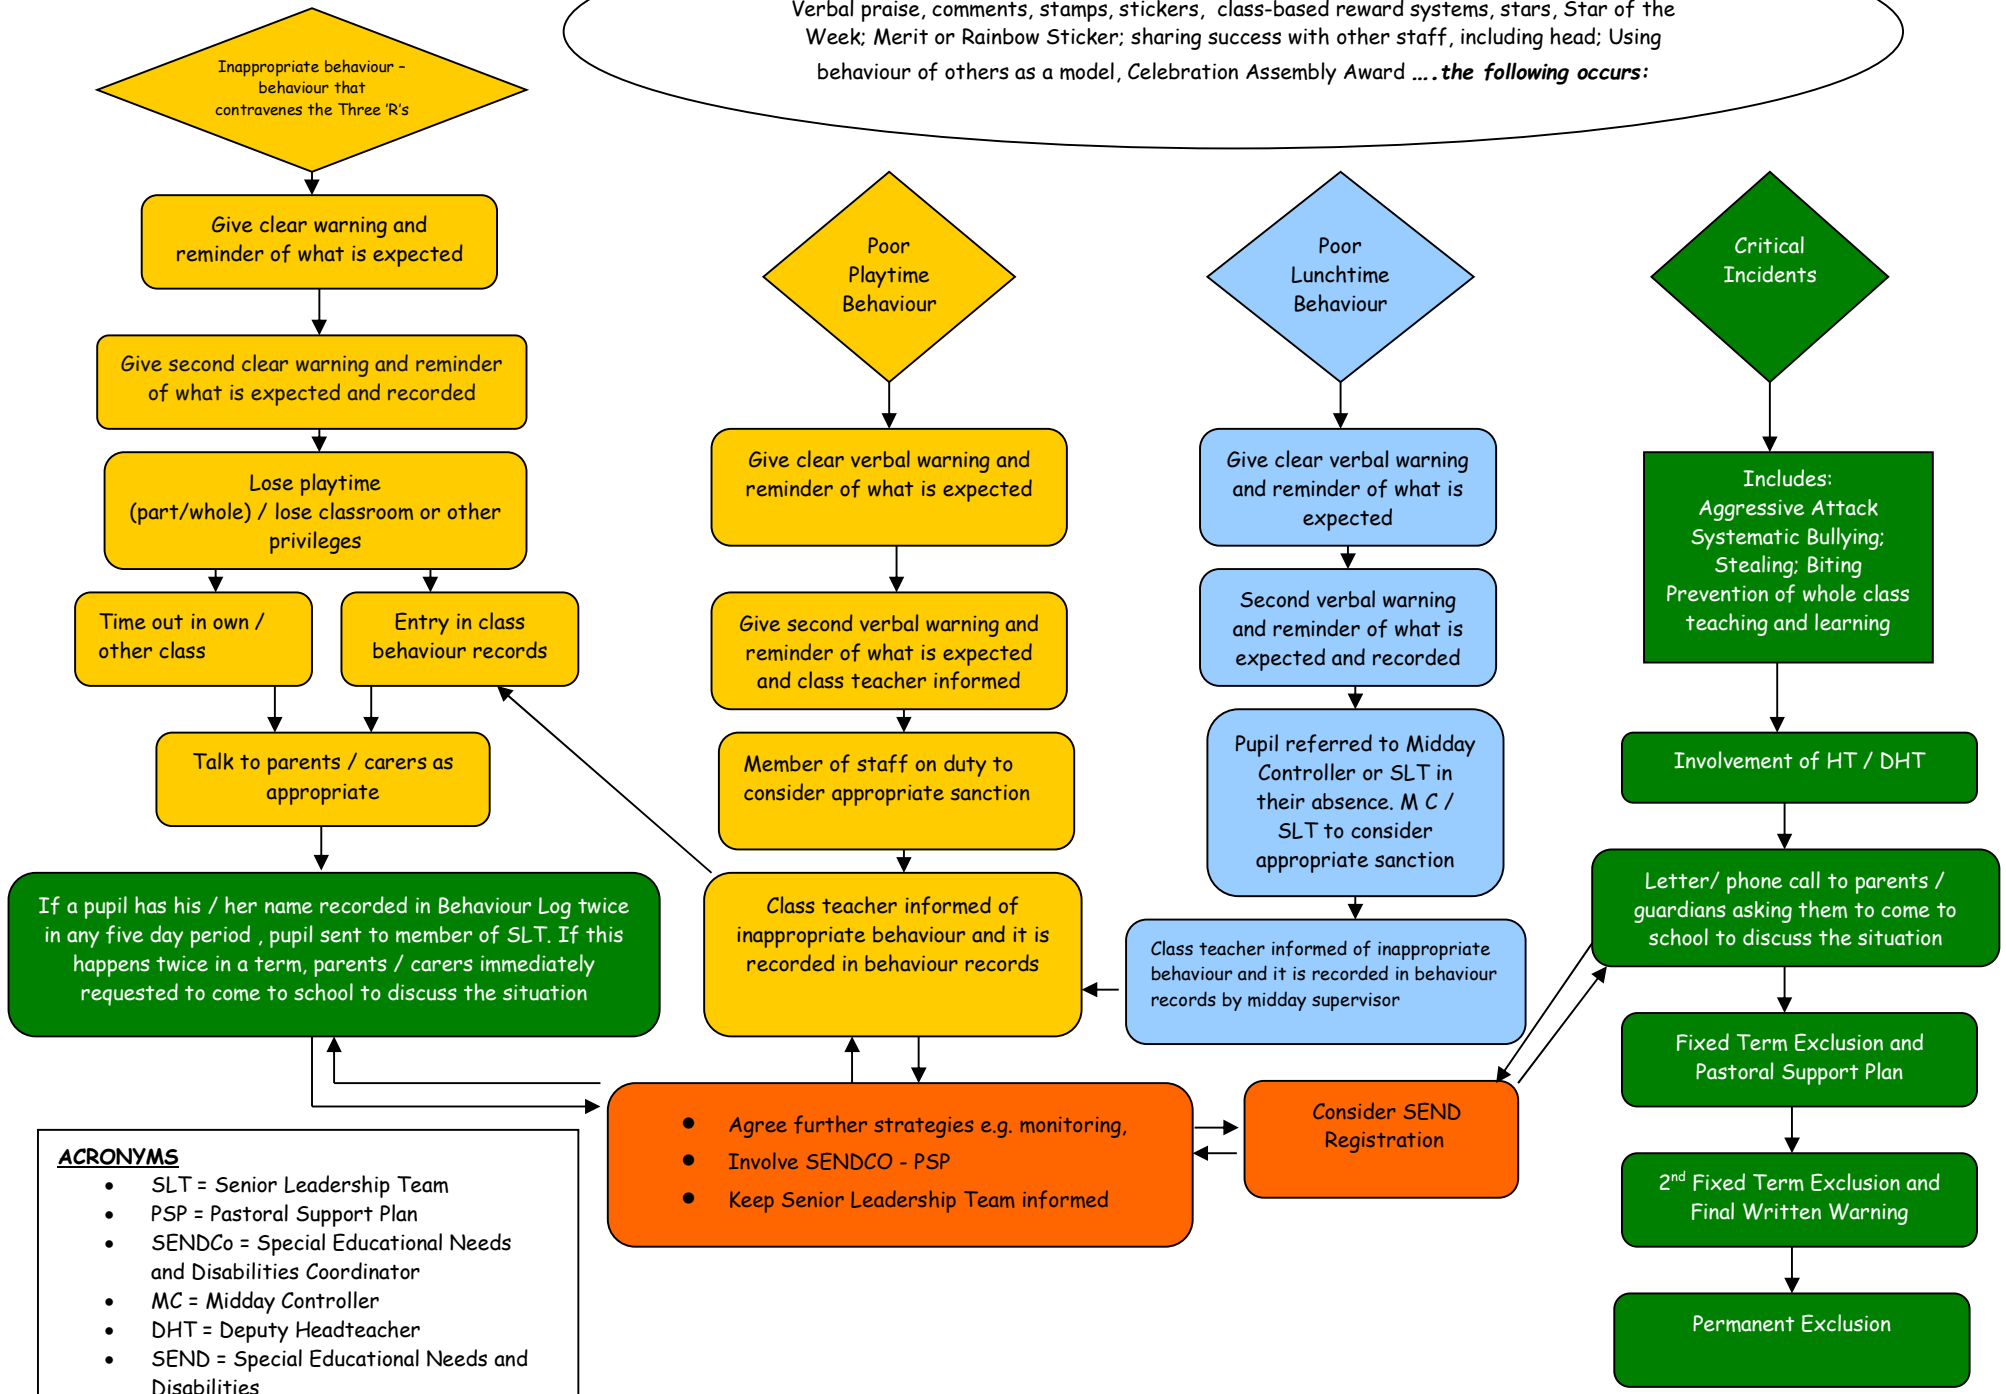 Verbal praise, comments, stamps, stickers, class-based reward systems, stars, Star of the
Week; Merit or Rainbow Sticker; sharing success with other staff, including head; Using
behaviour of others as a model, Celebration Assembly Award ….the following occurs:
Inappropriate behaviour –
behaviour that
contravenes the Three ’R’s
Give clear warning and
reminder of what is expected
Give second clear warning and reminder
of what is expected and recorded
Lose playtime
(part/whole) / lose classroom or other
privileges
Time out in own /
other class
Entry in class
behaviour records
Talk to parents / carers as
appropriate
If a pupil has his / her name recorded in Behaviour Log twice
in any five day period , pupil sent to member of SLT. If this
happens twice in a term, parents / carers immediately
requested to come to school to discuss the situation
Poor
Playtime
Behaviour
Give clear verbal warning and
reminder of what is expected
Give second verbal warning and
reminder of what is expected
and class teacher informed
Member of staff on duty to
consider appropriate sanction
Class teacher informed of
inappropriate behaviour and it is
recorded in behaviour records
Poor
Lunchtime
Behaviour
Give clear verbal warning
and reminder of what is
expected
Second verbal warning
and reminder of what is
expected and recorded
Pupil referred to Midday
Controller or SLT in
their absence. M C /
SLT to consider
appropriate sanction
Class teacher informed of inappropriate
behaviour and it is recorded in behaviour
records by midday supervisor
Critical
Incidents
Includes:
Aggressive Attack
Systematic Bullying;
Stealing; Biting
Prevention of whole class
teaching and learning
Involvement of HT / DHT
Letter/ phone call to parents /
guardians asking them to come to
school to discuss the situation
Fixed Term Exclusion and
Pastoral Support Plan
2nd Fixed Term Exclusion and
Final Written Warning
Permanent Exclusion
• Agree further strategies e.g. monitoring,
• Involve SENDCO - PSP
• Keep Senior Leadership Team informed
Consider SEND
Registration
ACRONYMS
• SLT = Senior Leadership Team
• PSP = Pastoral Support Plan
• SENDCo = Special Educational Needs
and Disabilities Coordinator
• MC = Midday Controller
• DHT = Deputy Headteacher
• SEND = Special Educational Needs and
Disabilities